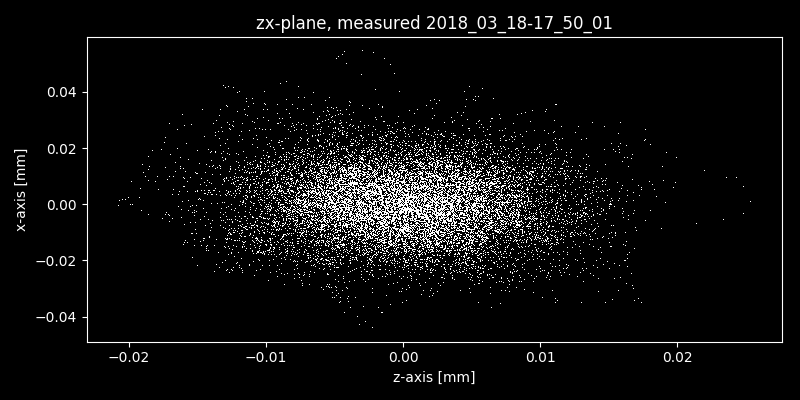 zx-plane, measured 2018_03_18-17_50_01
0.04
0.02
0.00
−0.02
−0.04
x-axis [mm]
−0.02 −0.01 0.00 0.01 0.02
z-axis [mm]